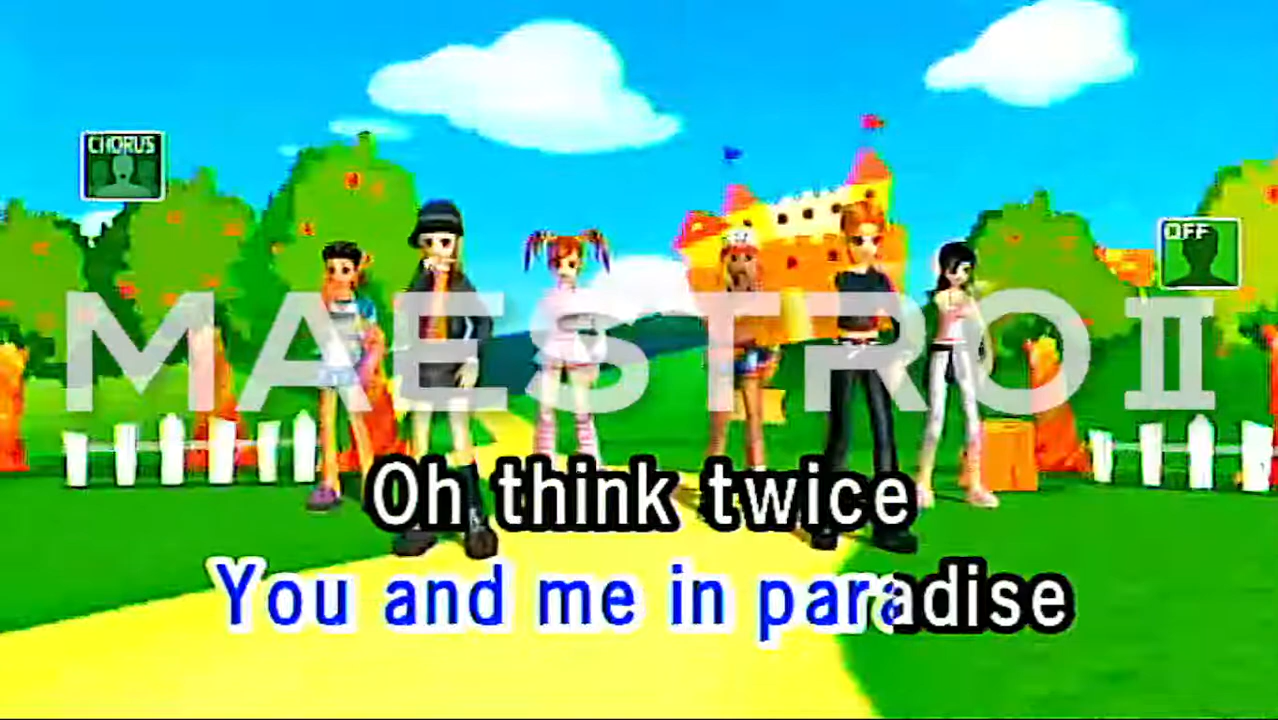 CHORUS
OFF
MAESTRO II
Oh think twice
You and me in paradise